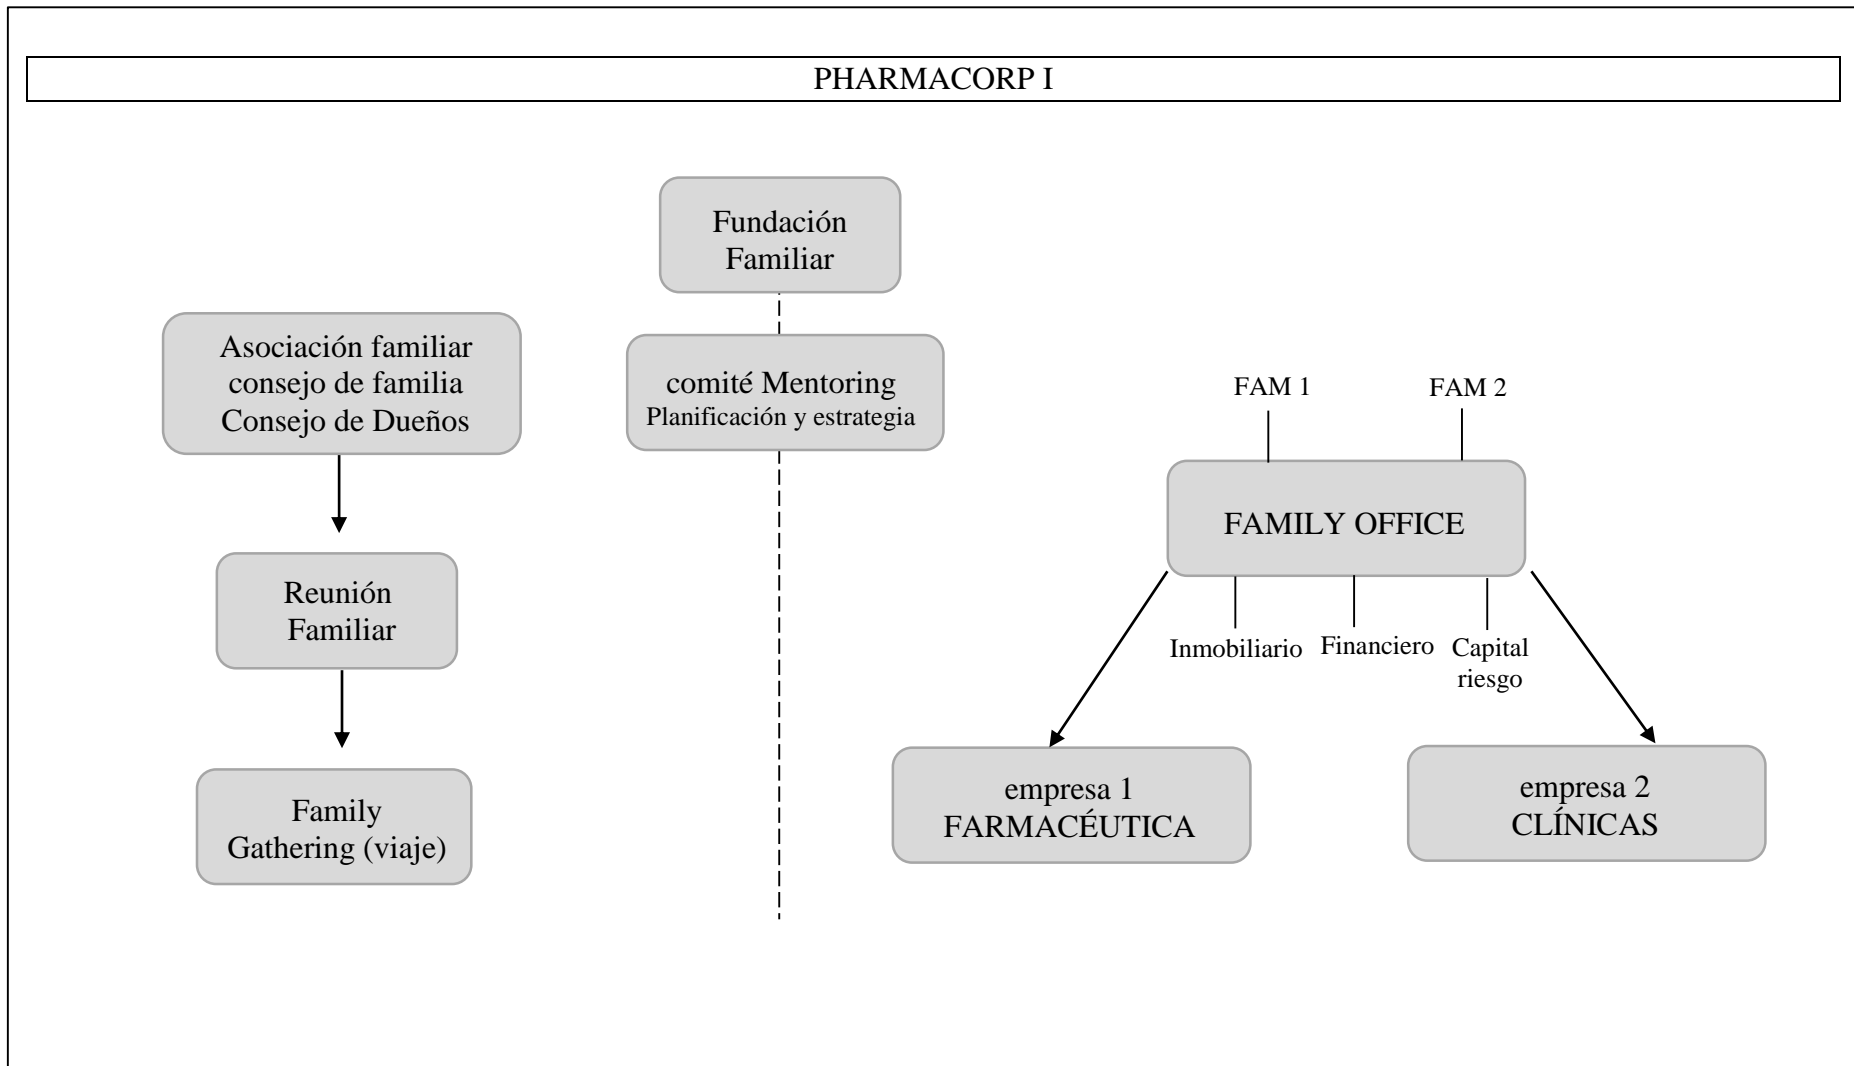 PHARMACORP I
Fundación
Familiar
Asociación familiar
consejo de familia
Consejo de Dueños
comité Mentoring
Planificación y estrategia
FAM 1
FAM 2
FAMILY OFFICE
Reunión
Familiar
Inmobiliario
Financiero
Capital
riesgo
Family
Gathering (viaje)
empresa 1
FARMACÉUTICA
empresa 2
CLÍNICAS